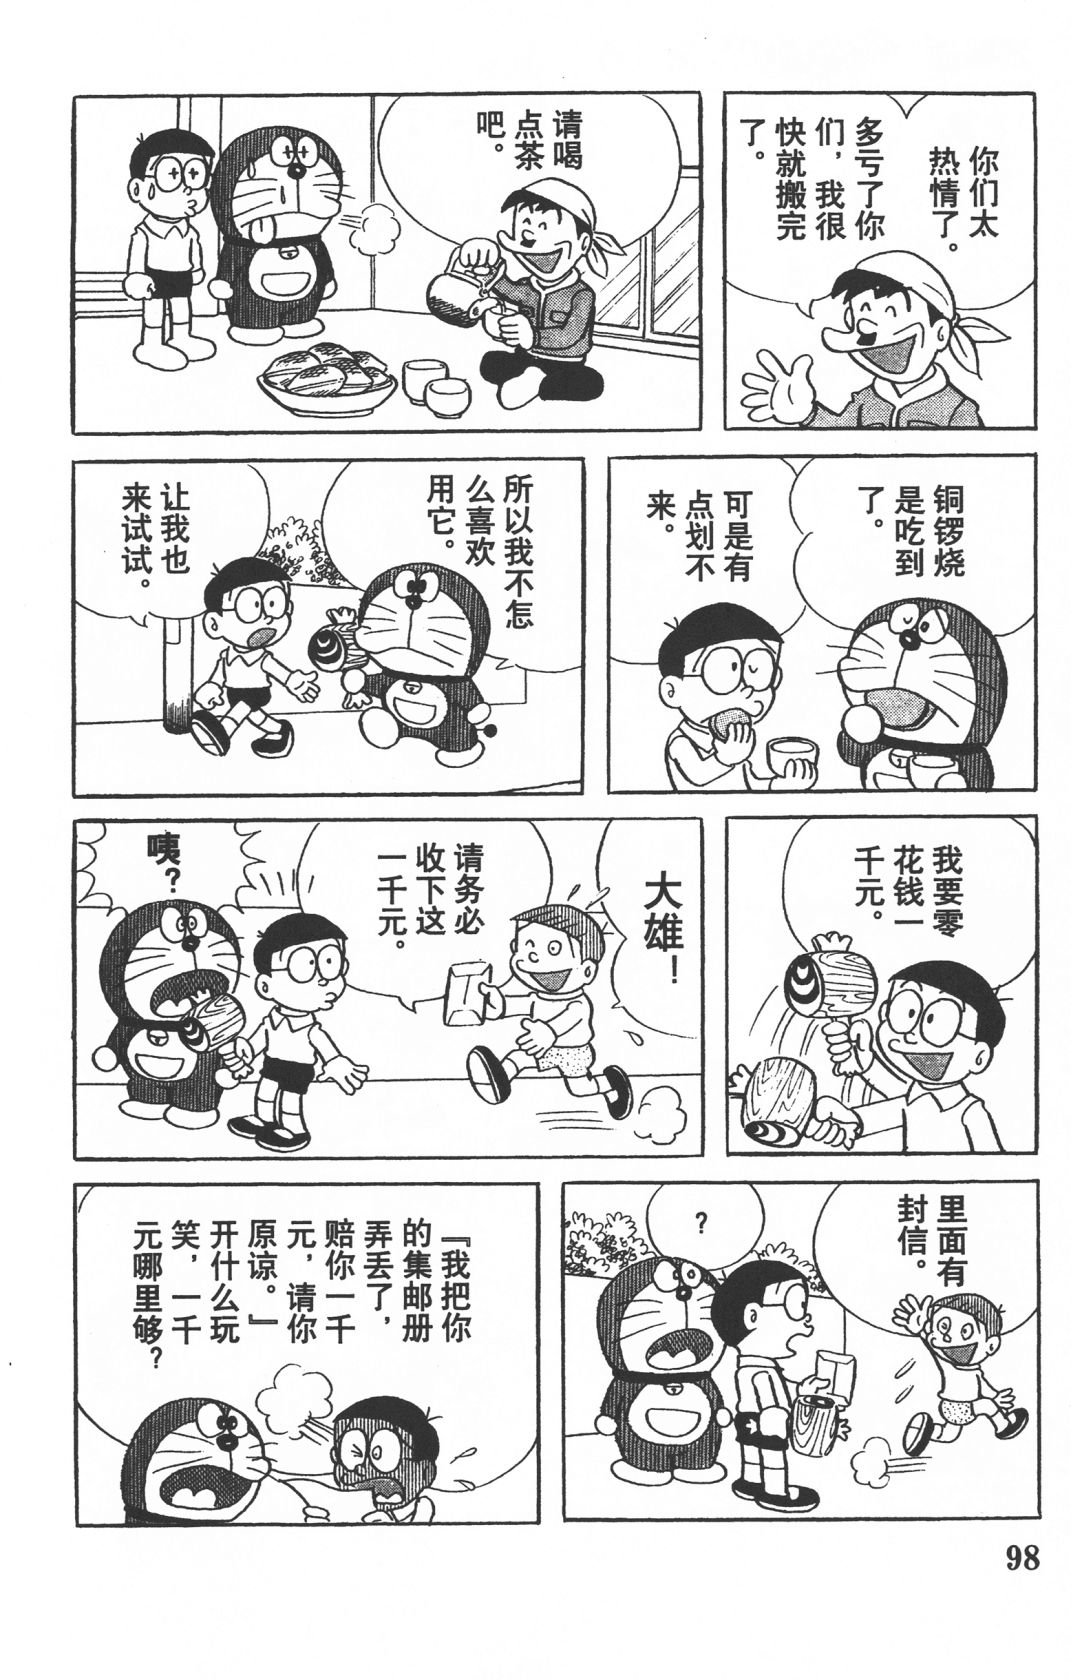 你们太
热情了。
多亏了你
们，我很
快就搬完
了。
请喝
点茶
吧。
铜锣烧
是吃到
了。
可是有
点划不
来。
所以我不怎
么喜欢
用它。
让我也
来试试。
我要零
花钱一
千元。
大雄！
请务必
收下这
一千元。
咦？
里面有
封信。
？
『我把你
的集邮册
弄丢了，
赔你一千
元，请你
原谅。』
开什么玩
笑，一千
元哪里够？
98